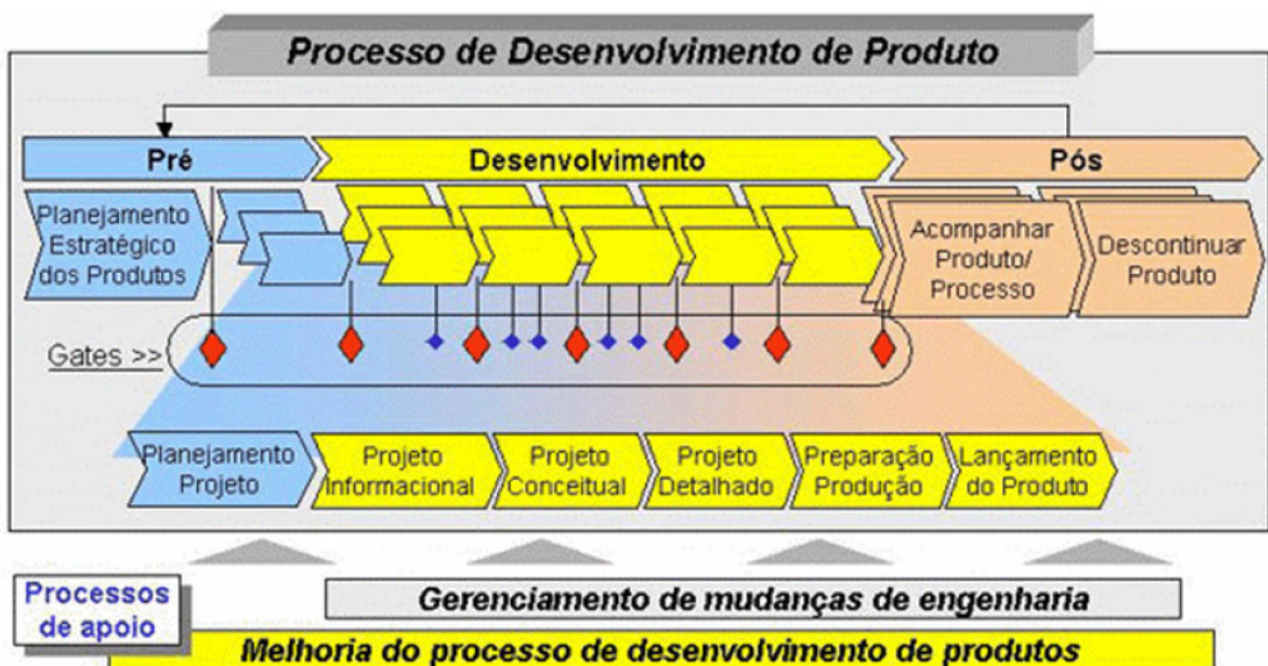 Processo de Desenvolvimento de Produto
Pré
Desenvolvimento
Pós
Planejamento
Estratégico
dos Produtos
Acompanhar
Produto/
Processo
Descontinuar
Produto
Gates >>
Planejamento
Projeto
Projeto
Informacional
Projeto
Conceitual
Projeto
Detalhado
Preparação
Produção
Lançamento
do Produto
Processos
de apoio
Gerenciamento de mudanças de engenharia
Melhoria do processo de desenvolvimento de produtos